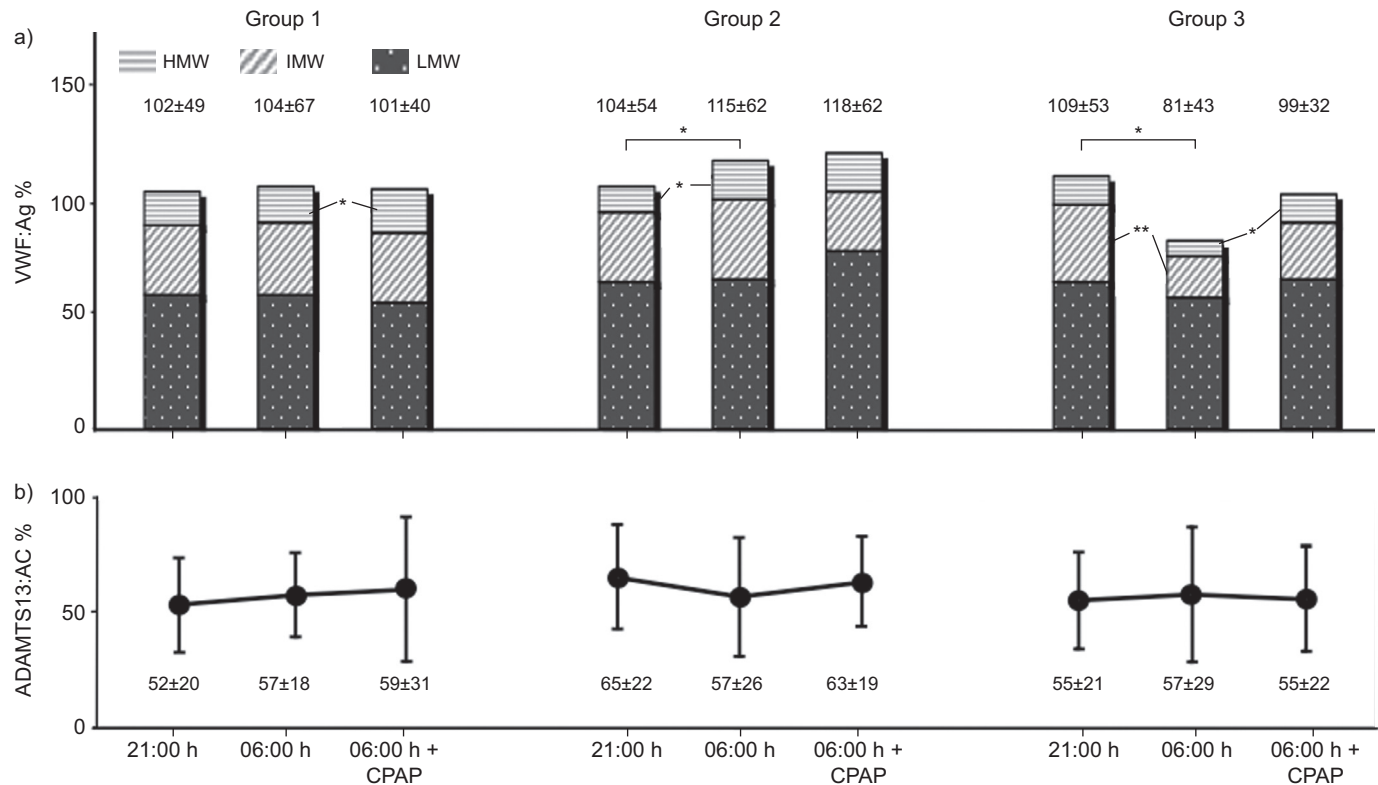 Group 1 Group 2 Group 3
a)
HMW IMW LMW
150
102±49 104±67 101±40 104±54 115±62 118±62 109±53 81±43 99±32
* *
* *
100
* ** *
VWF:Ag %
50
0
b)
100
50
ADAMTS13:AC %
52±20 57±18 59±31 65±22 57±26 63±19 55±21 57±29 55±22
0
21:00 h 06:00 h 06:00 h + 21:00 h 06:00 h 06:00 h + 21:00 h 06:00 h 06:00 h +
CPAP CPAP CPAP